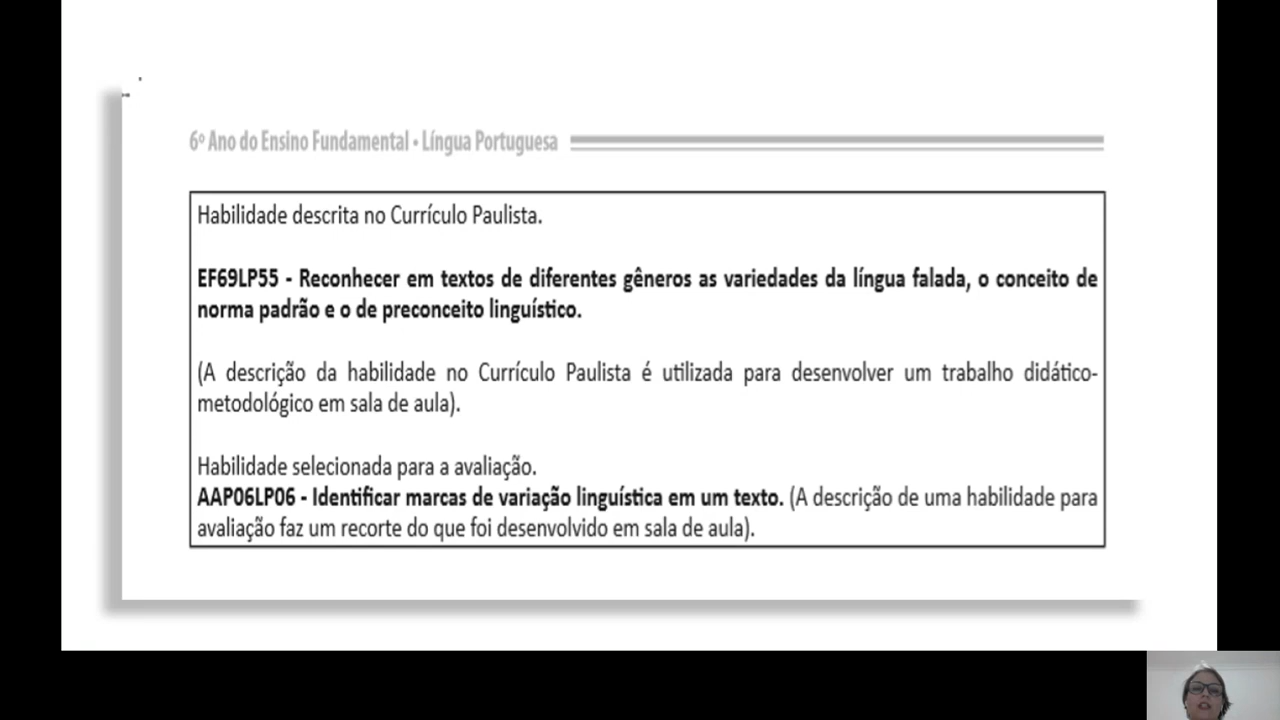 6º Ano do Ensino Fundamental • Língua Portuguesa
Habilidade descrita no Currículo Paulista.
EF69LP55 - Reconhecer em textos de diferentes gêneros as variedades da língua falada, o conceito de
norma padrão e o de preconceito linguístico.
(A descrição da habilidade no Currículo Paulista é utilizada para desenvolver um trabalho didático-
metodológico em sala de aula).
Habilidade selecionada para a avaliação.
AAP06LP06 - Identificar marcas de variação linguística em um texto. (A descrição de uma habilidade para
avaliação faz um recorte do que foi desenvolvido em sala de aula).